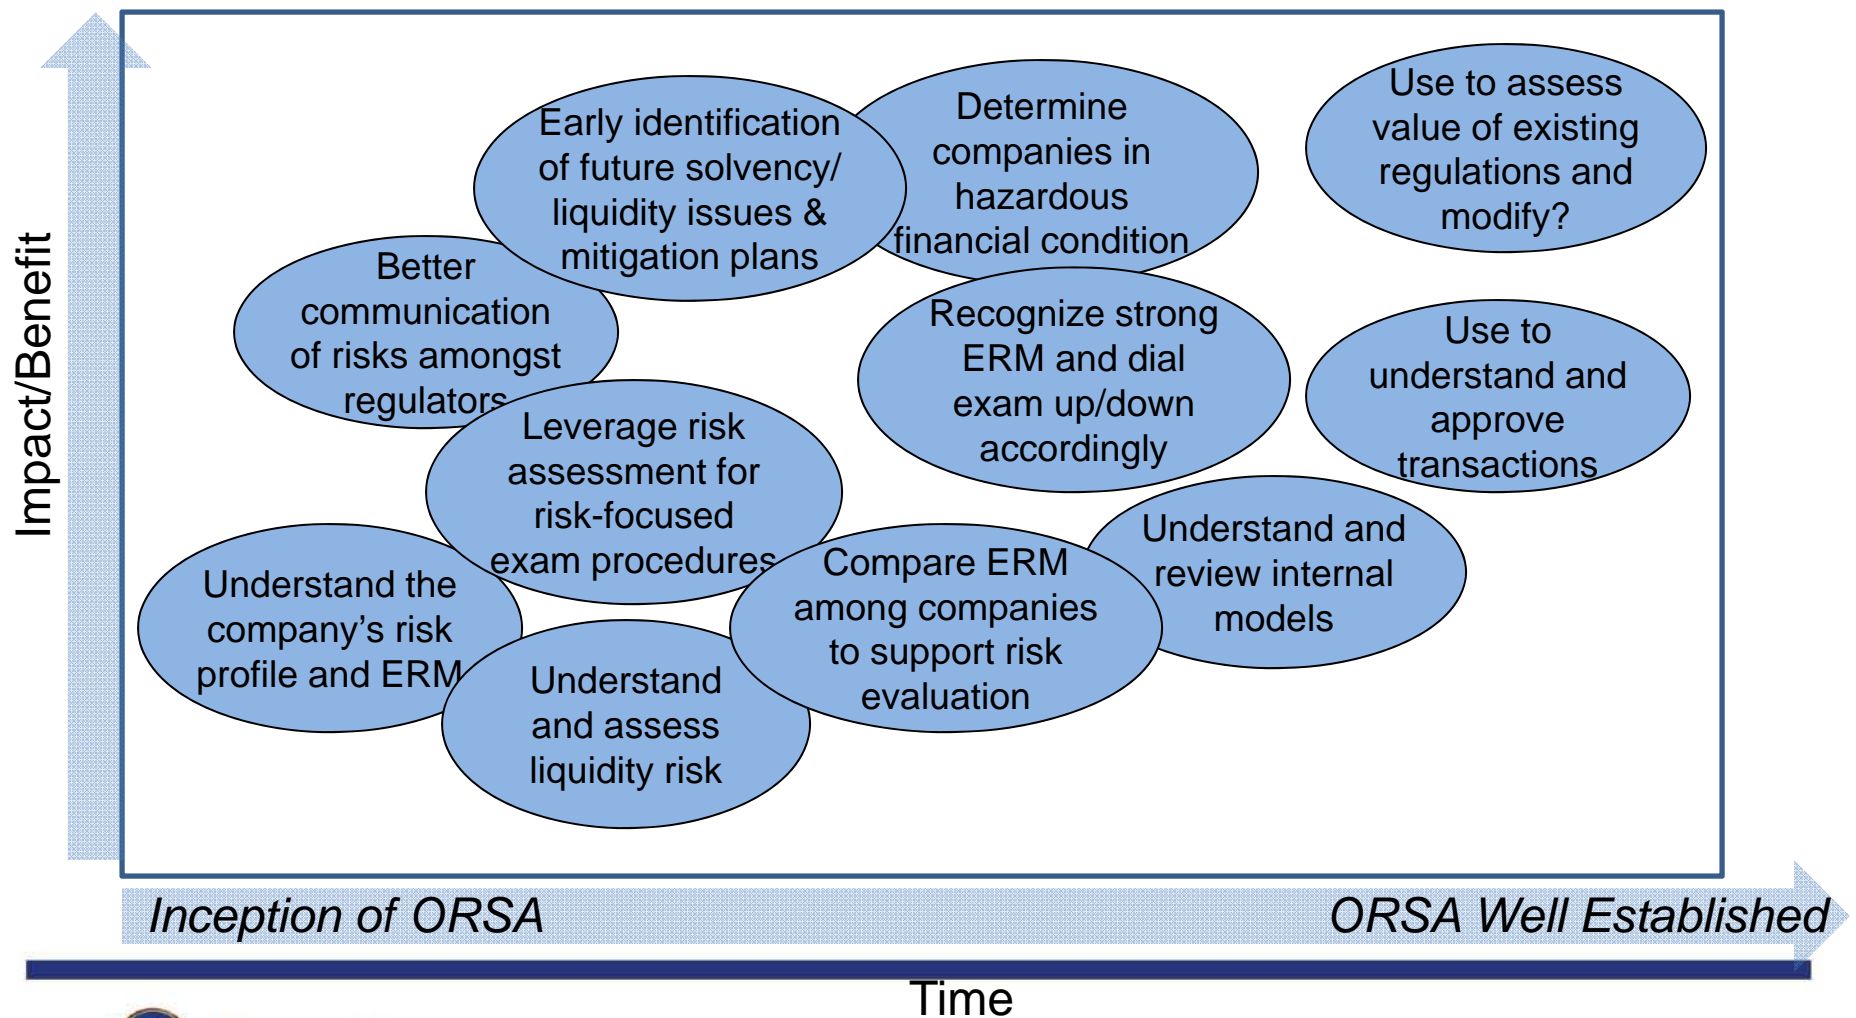 Impact/Benefit
Early identification
of future solvency/
liquidity issues &
mitigation plans
Determine
companies in
hazardous
financial condition
Use to assess
value of existing
regulations and
modify?
Better
communication
of risks amongst
regulators
Recognize strong
ERM and dial
exam up/down
accordingly
Use to
understand and
approve
transactions
Leverage risk
assessment for
risk-focused
exam procedures
Understand the
company’s risk
profile and ERM
Understand
and assess
liquidity risk
Compare ERM
among companies
to support risk
evaluation
Understand and
review internal
models
Inception of ORSA
ORSA Well Established
Time